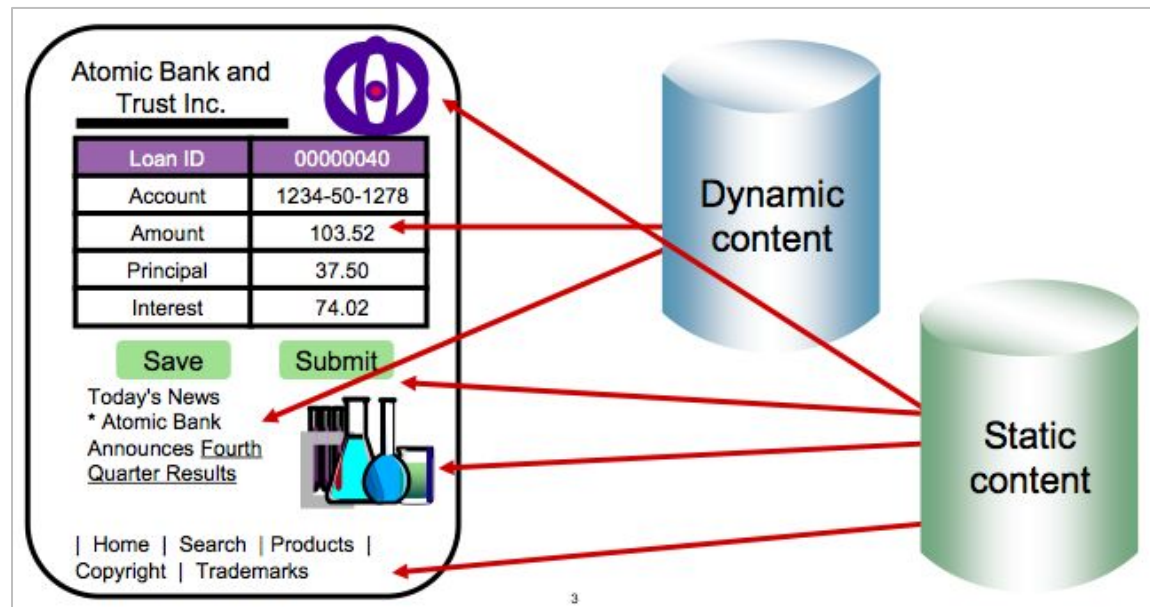 Atomic Bank and
Trust Inc.
Loan ID 00000040
Account 1234-50-1278
Amount 103.52
Principal 37.50
Interest 74.02
Save Submit
Today's News
* Atomic Bank
Announces Fourth
Quarter Results
| Home | Search | Products |
Copyright | Trademarks
Dynamic
content
Static
content
3